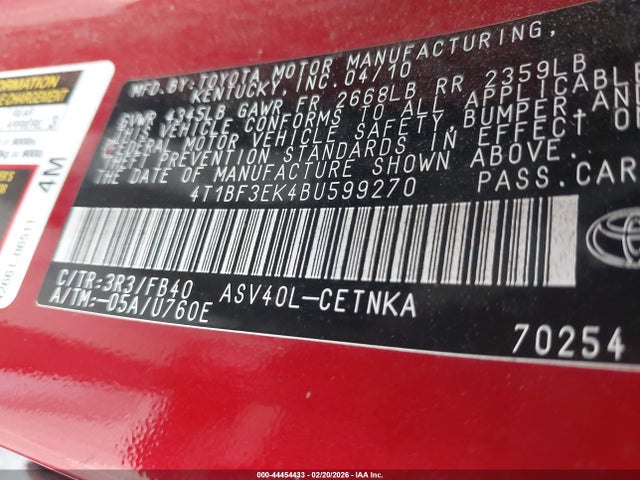 MFD. BY: TOYOTA MOTOR MANUFACTURING,
KENTUCKY, INC. 04/10
GVWR 4345LB GAWR FR 2668LB RR 2359LB
THIS VEHICLE CONFORMS TO ALL APPLICABLE
FEDERAL MOTOR VEHICLE SAFETY, BUMPER, AND
THEFT PREVENTION STANDARDS IN EFFECT ON
THE DATE OF MANUFACTURE SHOWN ABOVE.
4T1BF3EK4BU599270 PASS. CAR
C/TR: 3R3/FB40 ASV40L-CETNKA
A/TM:-05A/U760E
70254
TOYOTA
4M
000-44454433 - 02/20/2026 - IAA Inc.